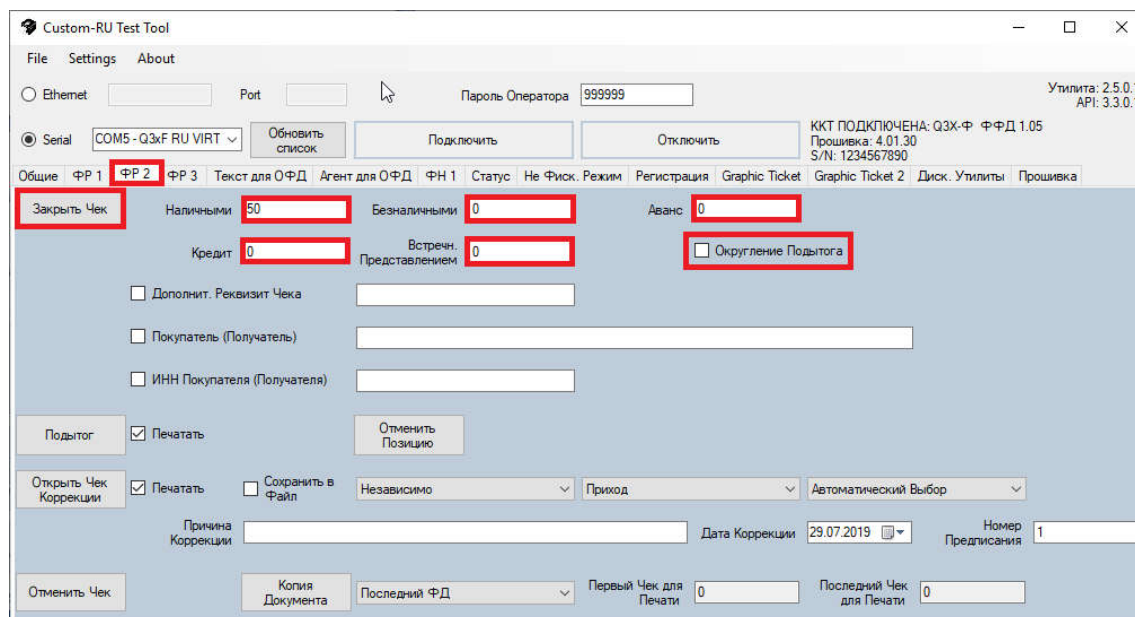 Custom-RU Test Tool
File Settings About
Ethernet Port Пароль Оператора 999999 Утилита: 2.5.0.
API: 3.3.0.
Serial COM5 - Q3xF RU VIRT Обновить список Подключить Отключить ККТ ПОДКЛЮЧЕНА: Q3X-Ф ФФД 1.05
Прошивка: 4.01.30
S/N: 1234567890
Общие ФР 1 ФР 2 ФР 3 Текст для ОФД Агент для ОФД ФН 1 Статус Не Фиск. Режим Регистрация Graphic Ticket Graphic Ticket 2 Диск. Утилиты Прошивка
Закрыть Чек Наличными 50 Безналичными 0 Аванс 0
Кредит 0 Встречн. Представлением 0 Округление Подытога
Дополнит. Реквизит Чека
Покупатель (Получатель)
ИНН Покупателя (Получателя)
Подытог Печатать Отменить Позицию
Открыть Чек Коррекции Печатать Сохранить в Файл Независимо Приход Автоматический Выбор
Причина Коррекции Дата Коррекции 29.07.2019 Номер Предписания 1
Отменить Чек Копия Документа Последний ФД Первый Чек для Печати 0 Последний Чек для Печати 0